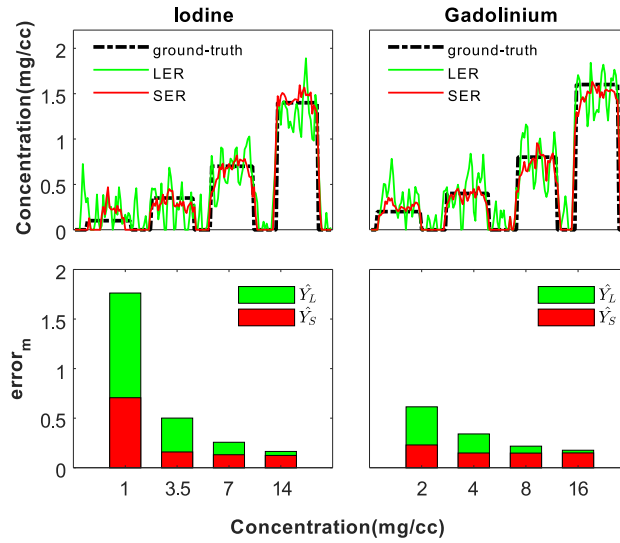 Iodine
Gadolinium
Concentration(mg/cc)
2
1.5
1
0.5
0
ground-truth
LER
SER
ground-truth
LER
SER
error_m
2
1.5
1
0.5
0
Ŷ_L
Ŷ_S
Ŷ_L
Ŷ_S
1 3.5 7 14
2 4 8 16
Concentration(mg/cc)